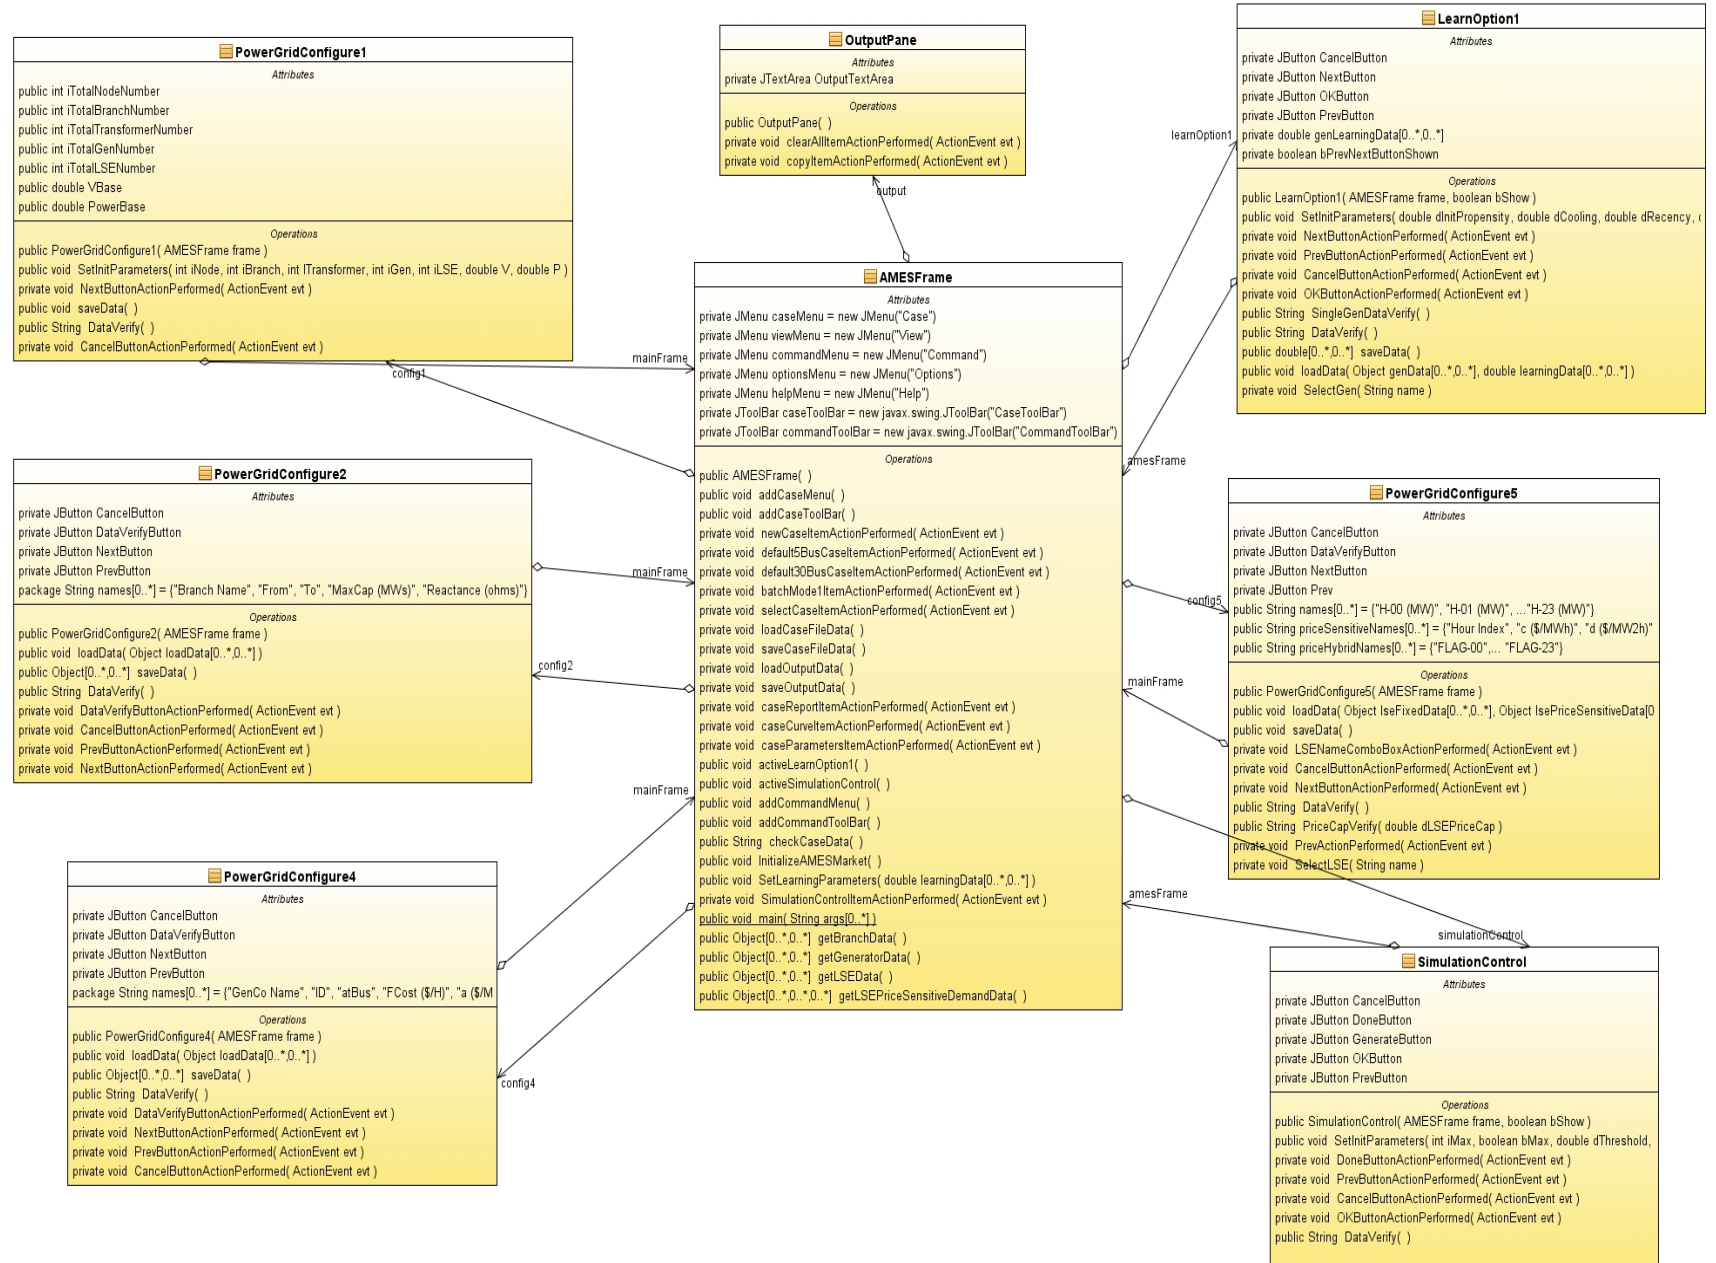 PowerGridConfigure1
Attributes
public int iTotalNodeNumber
public int iTotalBranchNumber
public int iTotalTransformerNumber
public int iTotalGenNumber
public int iTotalLSENumber
public double VBase
public double PowerBase
Operations
public PowerGridConfigure1( AMESFrame frame )
public void SetInitParameters( int iNode, int iBranch, int ITransformer, int iGen, int iLSE, double V, double P )
private void NextButtonActionPerformed( ActionEvent evt )
public void saveData( )
public String DataVerify( )
private void CancelButtonActionPerformed( ActionEvent evt )
OutputPane
Attributes
private JTextArea OutputTextArea
Operations
public OutputPane( )
private void clearAllItemActionPerformed( ActionEvent evt )
private void copyItemActionPerformed( ActionEvent evt )
output
LearnOption1
Attributes
private JButton CancelButton
private JButton NextButton
private JButton OKButton
private JButton PrevButton
private double genLearningData[0..*,0..*]
private boolean bPrevNextButtonShown
Operations
public LearnOption1( AMESFrame frame, boolean bShow )
public void SetInitParameters( double dInitPropensity, double dCooling, double dRecency,
private void NextButtonActionPerformed( ActionEvent evt )
private void PrevButtonActionPerformed( ActionEvent evt )
private void CancelButtonActionPerformed( ActionEvent evt )
private void OKButtonActionPerformed( ActionEvent evt )
public String SingleGenDataVerify( )
public String DataVerify( )
public double[0..*,0..*] saveData( )
public void loadData( Object genData[0..*,0..*], double learningData[0..*,0..*] )
private void SelectGen( String name )
learnOption1
mainFrame
config1
amesFrame
AMESFrame
Attributes
private JMenu caseMenu = new JMenu("Case")
private JMenu viewMenu = new JMenu("View")
private JMenu commandMenu = new JMenu("Command")
private JMenu optionsMenu = new JMenu("Options")
private JMenu helpMenu = new JMenu("Help")
private JToolBar caseToolBar = new javax.swing.JToolBar("CaseToolBar")
private JToolBar commandToolBar = new javax.swing.JToolBar("CommandToolBar")
Operations
public AMESFrame( )
public void addCaseMenu( )
public void addCaseToolBar( )
private void newCaseItemActionPerformed( ActionEvent evt )
private void default5BusCaseItemActionPerformed( ActionEvent evt )
private void default30BusCaseItemActionPerformed( ActionEvent evt )
private void batchMode1ItemActionPerformed( ActionEvent evt )
private void selectCaseItemActionPerformed( ActionEvent evt )
private void loadCaseFileData( )
private void saveCaseFileData( )
private void loadOutputData( )
private void saveOutputData( )
private void caseReportItemActionPerformed( ActionEvent evt )
private void caseCurveItemActionPerformed( ActionEvent evt )
private void caseParametersItemActionPerformed( ActionEvent evt )
public void activeLearnOption1( )
public void activeSimulationControl( )
public void addCommandMenu( )
public void addCommandToolBar( )
public String checkCaseData( )
public void InitializeAMESMarket( )
public void SetLearningParameters( double learningData[0..*,0..*] )
private void SimulationControlItemActionPerformed( ActionEvent evt )
public void main( String args[0..*] )
public Object[0..*,0..*] getBranchData( )
public Object[0..*,0..*] getGeneratorData( )
public Object[0..*,0..*] getLSEData( )
public Object[0..*,0..*,0..*] getLSEPriceSensitiveDemandData( )
PowerGridConfigure2
Attributes
private JButton CancelButton
private JButton DataVerifyButton
private JButton NextButton
private JButton PrevButton
package String names[0..*] = {"Branch Name", "From", "To", "MaxCap (MWs)", "Reactance (ohms)"}
Operations
public PowerGridConfigure2( AMESFrame frame )
public void loadData( Object loadData[0..*,0..*] )
public Object[0..*,0..*] saveData( )
public String DataVerify( )
private void DataVerifyButtonActionPerformed( ActionEvent evt )
private void CancelButtonActionPerformed( ActionEvent evt )
private void PrevButtonActionPerformed( ActionEvent evt )
private void NextButtonActionPerformed( ActionEvent evt )
mainFrame
config2
PowerGridConfigure5
Attributes
private JButton CancelButton
private JButton DataVerifyButton
private JButton NextButton
private JButton Prev
public String names[0..*] = {"H-00 (MW)", "H-01 (MW)", ..."H-23 (MW)"}
public String priceSensitiveNames[0..*] = {"Hour Index", "c ($/MWh)", "d ($/MW2h)"
public String priceHybridNames[0..*] = {"FLAG-00",... "FLAG-23"}
Operations
public PowerGridConfigure5( AMESFrame frame )
public void loadData( Object lseFixedData[0..*,0..*], Object lsePriceSensitiveData[0
public void saveData( )
private void LSENameComboBoxActionPerformed( ActionEvent evt )
private void CancelButtonActionPerformed( ActionEvent evt )
private void NextButtonActionPerformed( ActionEvent evt )
public String DataVerify( )
public String PriceCapVerify( double dLSEPriceCap )
private void PrevActionPerformed( ActionEvent evt )
private void SelectLSE( String name )
config5
mainFrame
mainFrame
PowerGridConfigure4
Attributes
private JButton CancelButton
private JButton DataVerifyButton
private JButton NextButton
private JButton PrevButton
package String names[0..*] = {"GenCo Name", "ID", "atBus", "FCost ($/H)", "a ($/M
Operations
public PowerGridConfigure4( AMESFrame frame )
public void loadData( Object loadData[0..*,0..*] )
public Object[0..*,0..*] saveData( )
public String DataVerify( )
private void DataVerifyButtonActionPerformed( ActionEvent evt )
private void NextButtonActionPerformed( ActionEvent evt )
private void PrevButtonActionPerformed( ActionEvent evt )
private void CancelButtonActionPerformed( ActionEvent evt )
config4
amesFrame
simulationControl
SimulationControl
Attributes
private JButton CancelButton
private JButton DoneButton
private JButton GenerateButton
private JButton OKButton
private JButton PrevButton
Operations
public SimulationControl( AMESFrame frame, boolean bShow )
public void SetInitParameters( int iMax, boolean bMax, double dThreshold,
private void DoneButtonActionPerformed( ActionEvent evt )
private void PrevButtonActionPerformed( ActionEvent evt )
private void CancelButtonActionPerformed( ActionEvent evt )
private void OKButtonActionPerformed( ActionEvent evt )
public String DataVerify( )